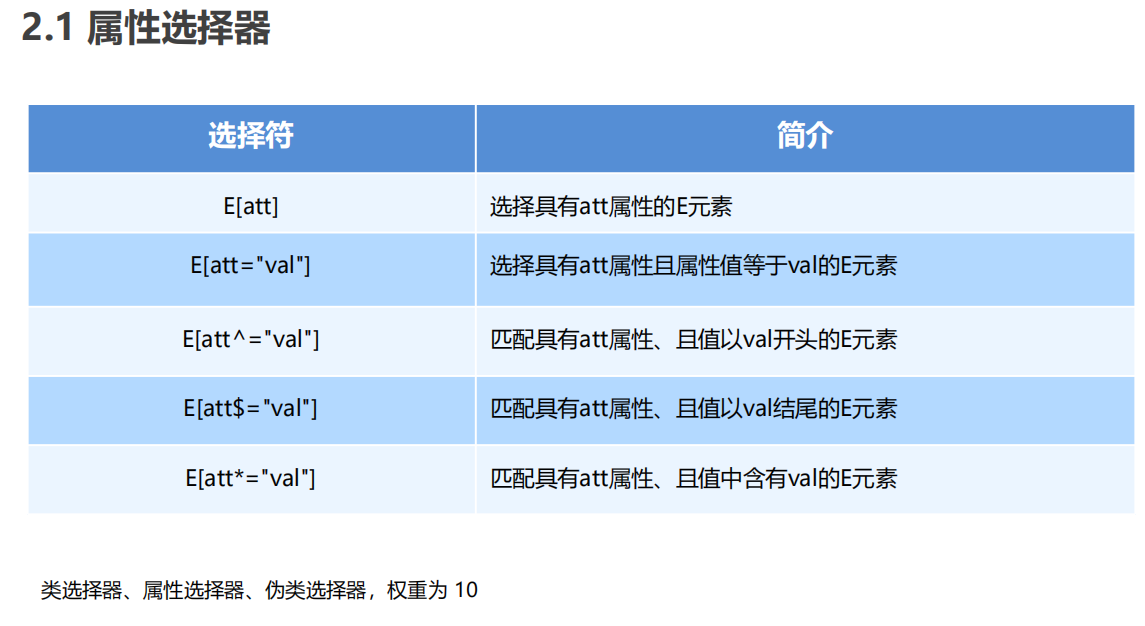 2.1 属性选择器
选择符 简介
E[att] 选择具有att属性的E元素
E[att="val"] 选择具有att属性且属性值等于val的E元素
E[att^="val"] 匹配具有att属性、且值以val开头的E元素
E[att$="val"] 匹配具有att属性、且值以val结尾的E元素
E[att*="val"] 匹配具有att属性、且值中含有val的E元素
类选择器、属性选择器、伪类选择器，权重为 10